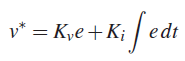 v* = K_v e + K_i ∫ e dt